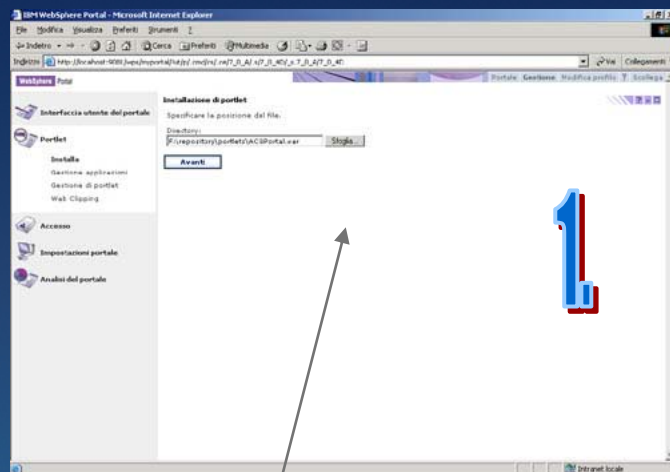 IBM WebSphere Portal - Microsoft Internet Explorer
File Modifica Visualizza Preferiti Strumenti ?
Indietro Cerca Preferiti Multimedia
Indirizzo Vai Collegamenti
WebSphere Portal
Portale Gestione Modifica profilo ? Scollega
Interfaccia utente del portale
Portlet
Installa
Gestione applicazioni
Gestione di portlet
Web Clipping
Accesso
Impostazioni portale
Analisi del portale
Installazione di portlet
Specificare la posizione del file.
Directory:
F:\repository\portlets\ACSPortal.war Sfoglia...
Avanti
1.
Intranet locale